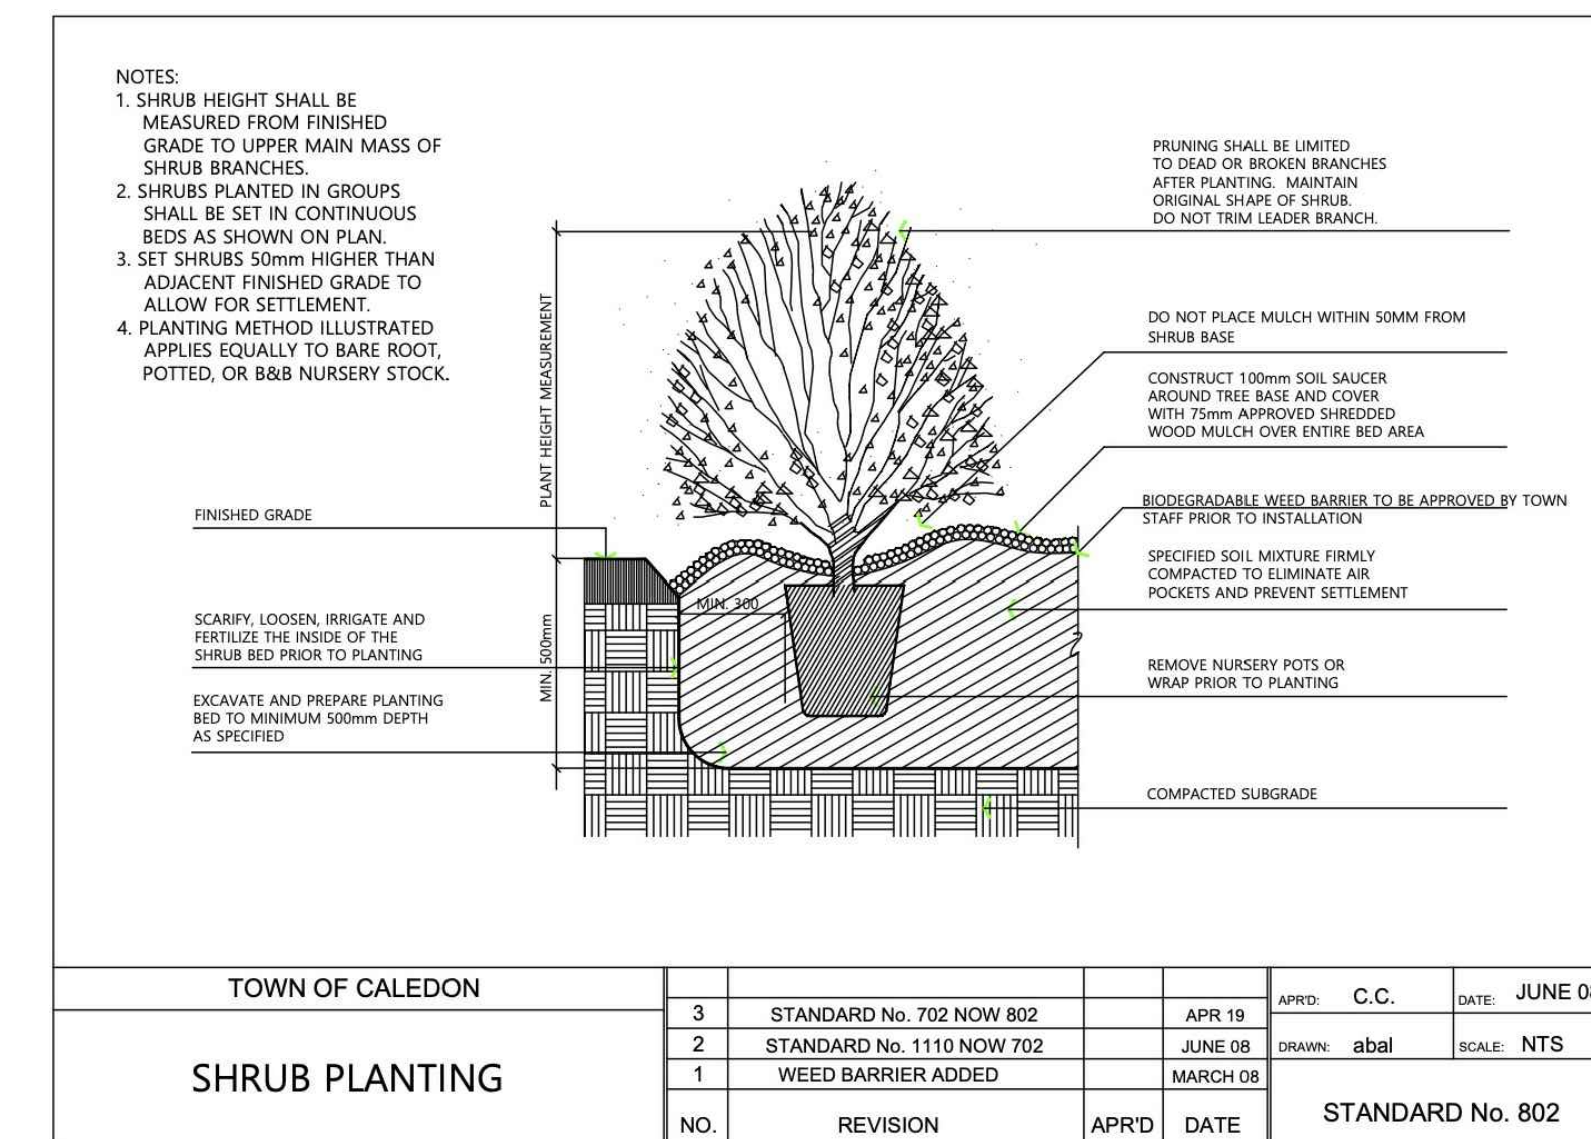 NOTES:
1. SHRUB HEIGHT SHALL BE
MEASURED FROM FINISHED
GRADE TO UPPER MAIN MASS OF
SHRUB BRANCHES.
2. SHRUBS PLANTED IN GROUPS
SHALL BE SET IN CONTINUOUS
BEDS AS SHOWN ON PLAN.
3. SET SHRUBS 50mm HIGHER THAN
ADJACENT FINISHED GRADE TO
ALLOW FOR SETTLEMENT.
4. PLANTING METHOD ILLUSTRATED
APPLIES EQUALLY TO BARE ROOT,
POTTED, OR B&B NURSERY STOCK.
FINISHED GRADE
SCARIFY, LOOSEN, IRRIGATE AND
FERTILIZE THE INSIDE OF THE
SHRUB BED PRIOR TO PLANTING
EXCAVATE AND PREPARE PLANTING
BED TO MINIMUM 500mm DEPTH
AS SPECIFIED
PLANT HEIGHT MEASUREMENT
MIN. 500mm
MIN. 300
PRUNING SHALL BE LIMITED
TO DEAD OR BROKEN BRANCHES
AFTER PLANTING. MAINTAIN
ORIGINAL SHAPE OF SHRUB.
DO NOT TRIM LEADER BRANCH.
DO NOT PLACE MULCH WITHIN 50MM FROM
SHRUB BASE
CONSTRUCT 100mm SOIL SAUCER
AROUND TREE BASE AND COVER
WITH 75mm APPROVED SHREDDED
WOOD MULCH OVER ENTIRE BED AREA
BIODEGRADABLE WEED BARRIER TO BE APPROVED BY TOWN
STAFF PRIOR TO INSTALLATION
SPECIFIED SOIL MIXTURE FIRMLY
COMPACTED TO ELIMINATE AIR
POCKETS AND PREVENT SETTLEMENT
REMOVE NURSERY POTS OR
WRAP PRIOR TO PLANTING
COMPACTED SUBGRADE
TOWN OF CALEDON
SHRUB PLANTING
3 STANDARD No. 702 NOW 802 APR 19
2 STANDARD No. 1110 NOW 702 JUNE 08
1 WEED BARRIER ADDED MARCH 08
NO. REVISION APR'D DATE
APR'D: C.C. DATE: JUNE 08
DRAWN: abal SCALE: NTS
STANDARD No. 802